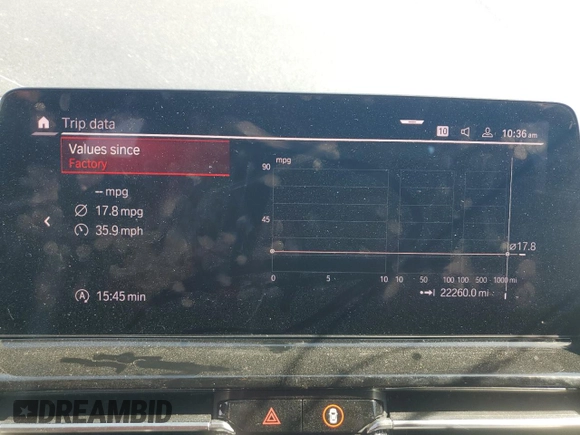 Trip data
10 10:36 am
Values since
Factory
-- mpg
Ø 17.8 mpg
35.9 mph
15:45 min
mpg
90
45
ø17.8
--
0 5 10 10 50 100 100 500 1000 mi
22260.0 mi
DREAMBID